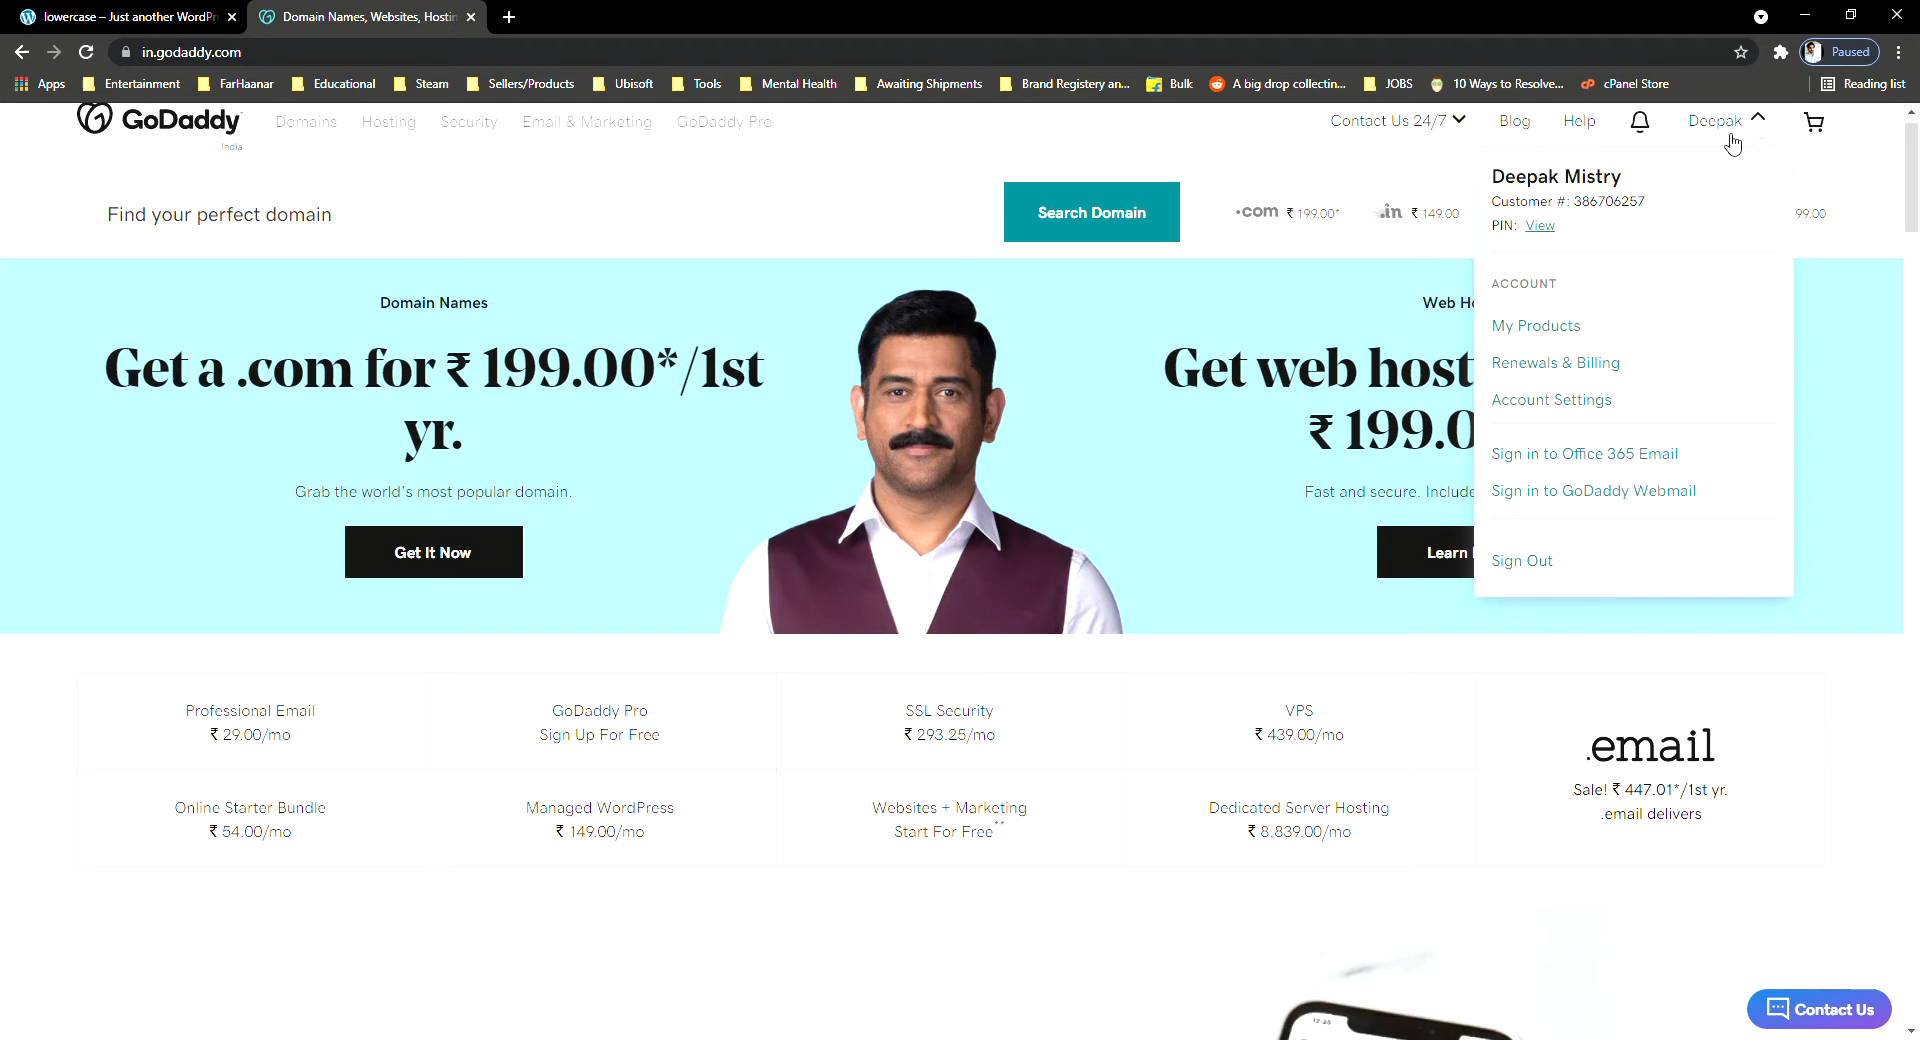 lowercase – Just another WordPr
Domain Names, Websites, Hostin
in.godaddy.com
Paused
Apps
Entertainment
FarHaanar
Educational
Steam
Sellers/Products
Ubisoft
Tools
Mental Health
Awaiting Shipments
Brand Registery an...
Bulk
A big drop collectin...
JOBS
10 Ways to Resolve...
cPanel Store
Reading list
GoDaddy
India
Domains
Hosting
Security
Email & Marketing
GoDaddy Pro
Contact Us 24/7
Blog
Help
Deepak
Deepak Mistry
Customer #: 386706257
PIN: View
Find your perfect domain
Search Domain
.com ₹ 199.00*
.in ₹ 149.00
99.00
ACCOUNT
My Products
Renewals & Billing
Account Settings
Sign in to Office 365 Email
Sign in to GoDaddy Webmail
Sign Out
Domain Names
Get a .com for ₹ 199.00*/1st
yr.
Grab the world's most popular domain.
Get It Now
Web Ho
Get web host
₹ 199.0
Fast and secure. Include
Learn
Professional Email
₹ 29.00/mo
GoDaddy Pro
Sign Up For Free
SSL Security
₹ 293.25/mo
VPS
₹ 439.00/mo
Online Starter Bundle
₹ 54.00/mo
Managed WordPress
₹ 149.00/mo
Websites + Marketing
Start For Free**
Dedicated Server Hosting
₹ 8,839.00/mo
.email
Sale! ₹ 447.01*/1st yr.
.email delivers
Contact Us